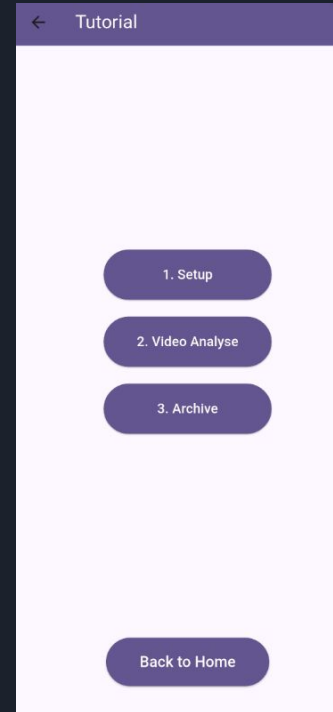 Tutorial
1. Setup
2. Video Analyse
3. Archive
Back to Home